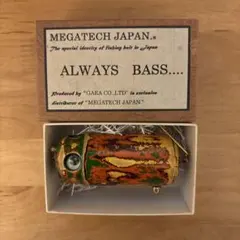 MEGATECH JAPAN.®
The special identity of fishing bait in Japan
ALWAYS BASS....
Produced by "GARA CO.,LTD" is exclusive
distributor of "MEGATECH JAPAN."